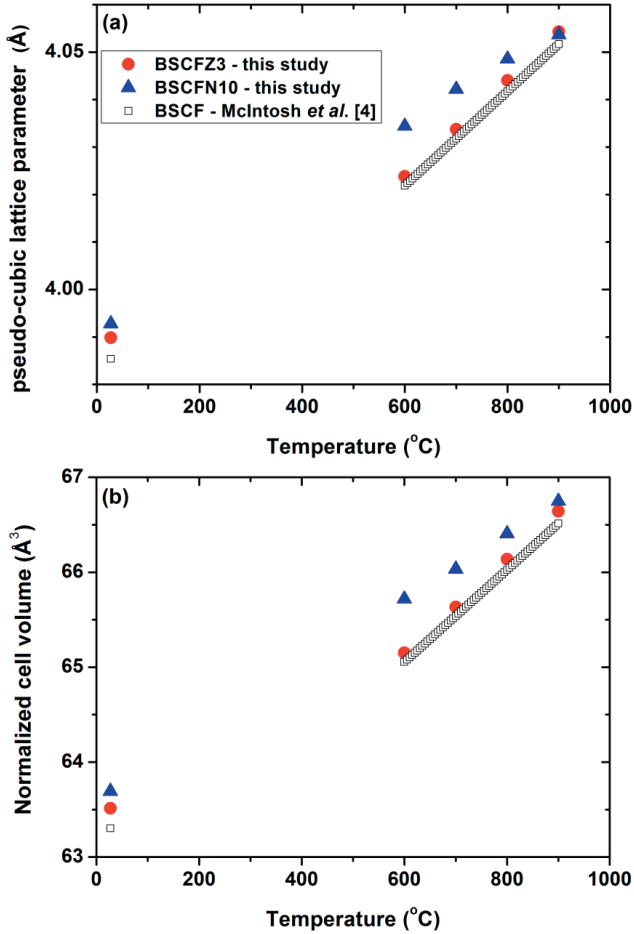 (a)
4.05
4.00
pseudo-cubic lattice parameter (Å)
BSCFZ3 - this study
BSCFN10 - this study
BSCF - McIntosh et al. [4]
0 200 400 600 800 1000
Temperature (°C)
(b)
67
66
65
64
63
Normalized cell volume (Å³)
0 200 400 600 800 1000
Temperature (°C)